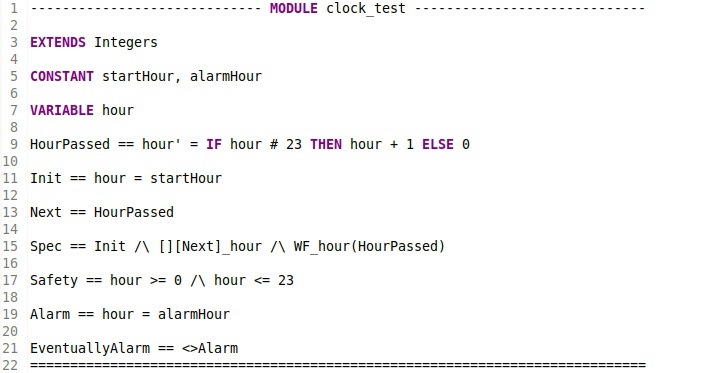 1 ---------------------------- MODULE clock_test -----------------------------
2
3 EXTENDS Integers
4
5 CONSTANT startHour, alarmHour
6
7 VARIABLE hour
8
9 HourPassed == hour' = IF hour # 23 THEN hour + 1 ELSE 0
10
11 Init == hour = startHour
12
13 Next == HourPassed
14
15 Spec == Init /\ [][Next]_hour /\ WF_hour(HourPassed)
16
17 Safety == hour >= 0 /\ hour <= 23
18
19 Alarm == hour = alarmHour
20
21 EventuallyAlarm == <>Alarm
22 =============================================================================